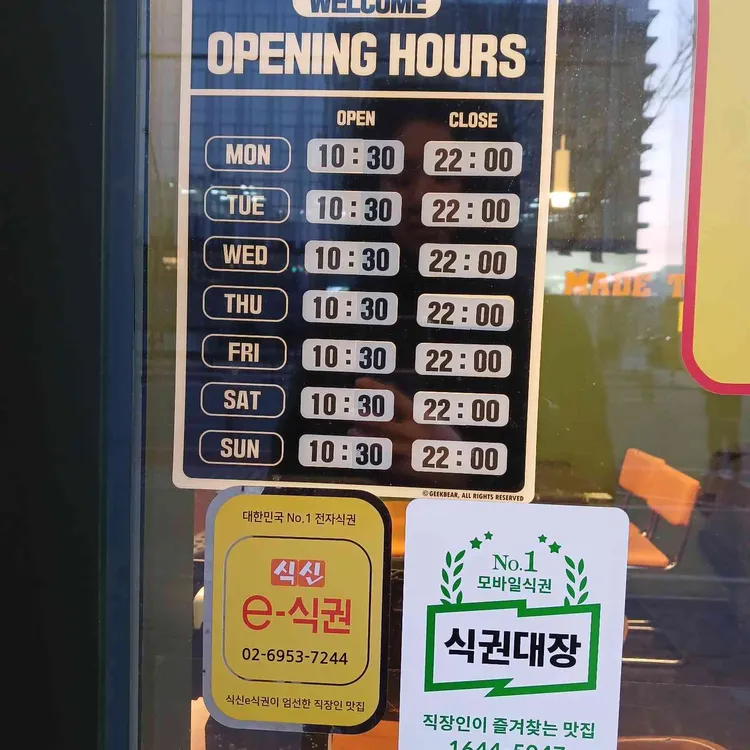 WELCOME
OPENING HOURS
OPEN CLOSE
MON 10:30 22:00
TUE 10:30 22:00
WED 10:30 22:00
THU 10:30 22:00
FRI 10:30 22:00
SAT 10:30 22:00
SUN 10:30 22:00
© GEEKBEAR, ALL RIGHTS RESERVED
MADE T
대한민국 No.1 전자식권
식신
e-식권
02-6953-7244
식신e식권이 엄선한 직장인 맛집
No.1
모바일식권
식권대장
직장인이 즐겨찾는 맛집
1644-5047